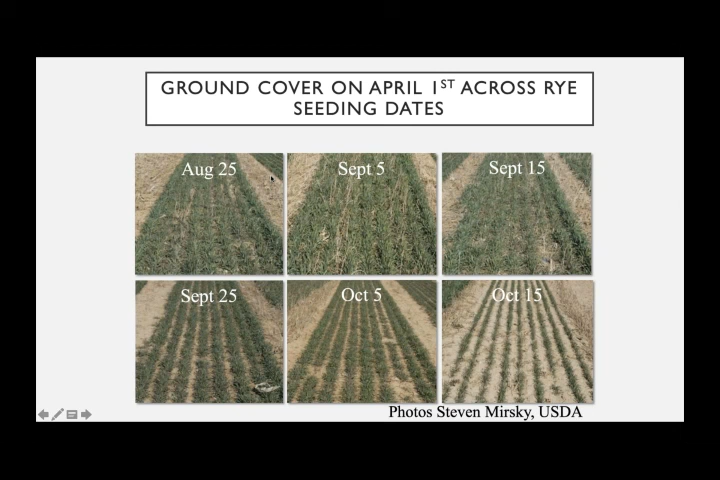 GROUND COVER ON APRIL 1ST ACROSS RYE
SEEDING DATES
Aug 25
Sept 5
Sept 15
Sept 25
Oct 5
Oct 15
Photos Steven Mirsky, USDA